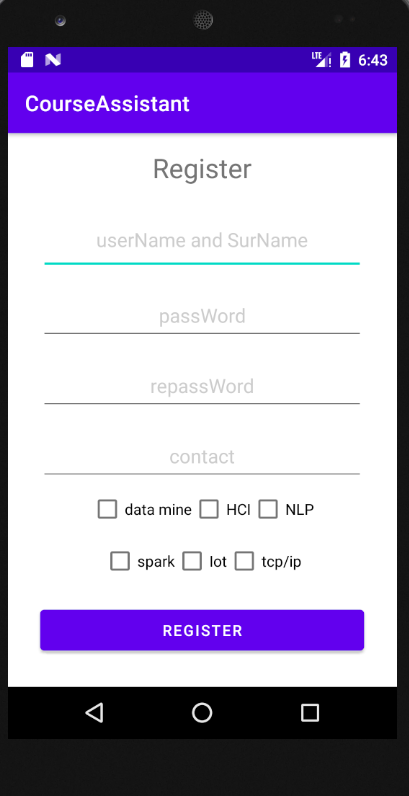 LTE 6:43
CourseAssistant
Register
userName and SurName
passWord
repassWord
contact
data mine HCI NLP
spark Iot tcp/ip
REGISTER